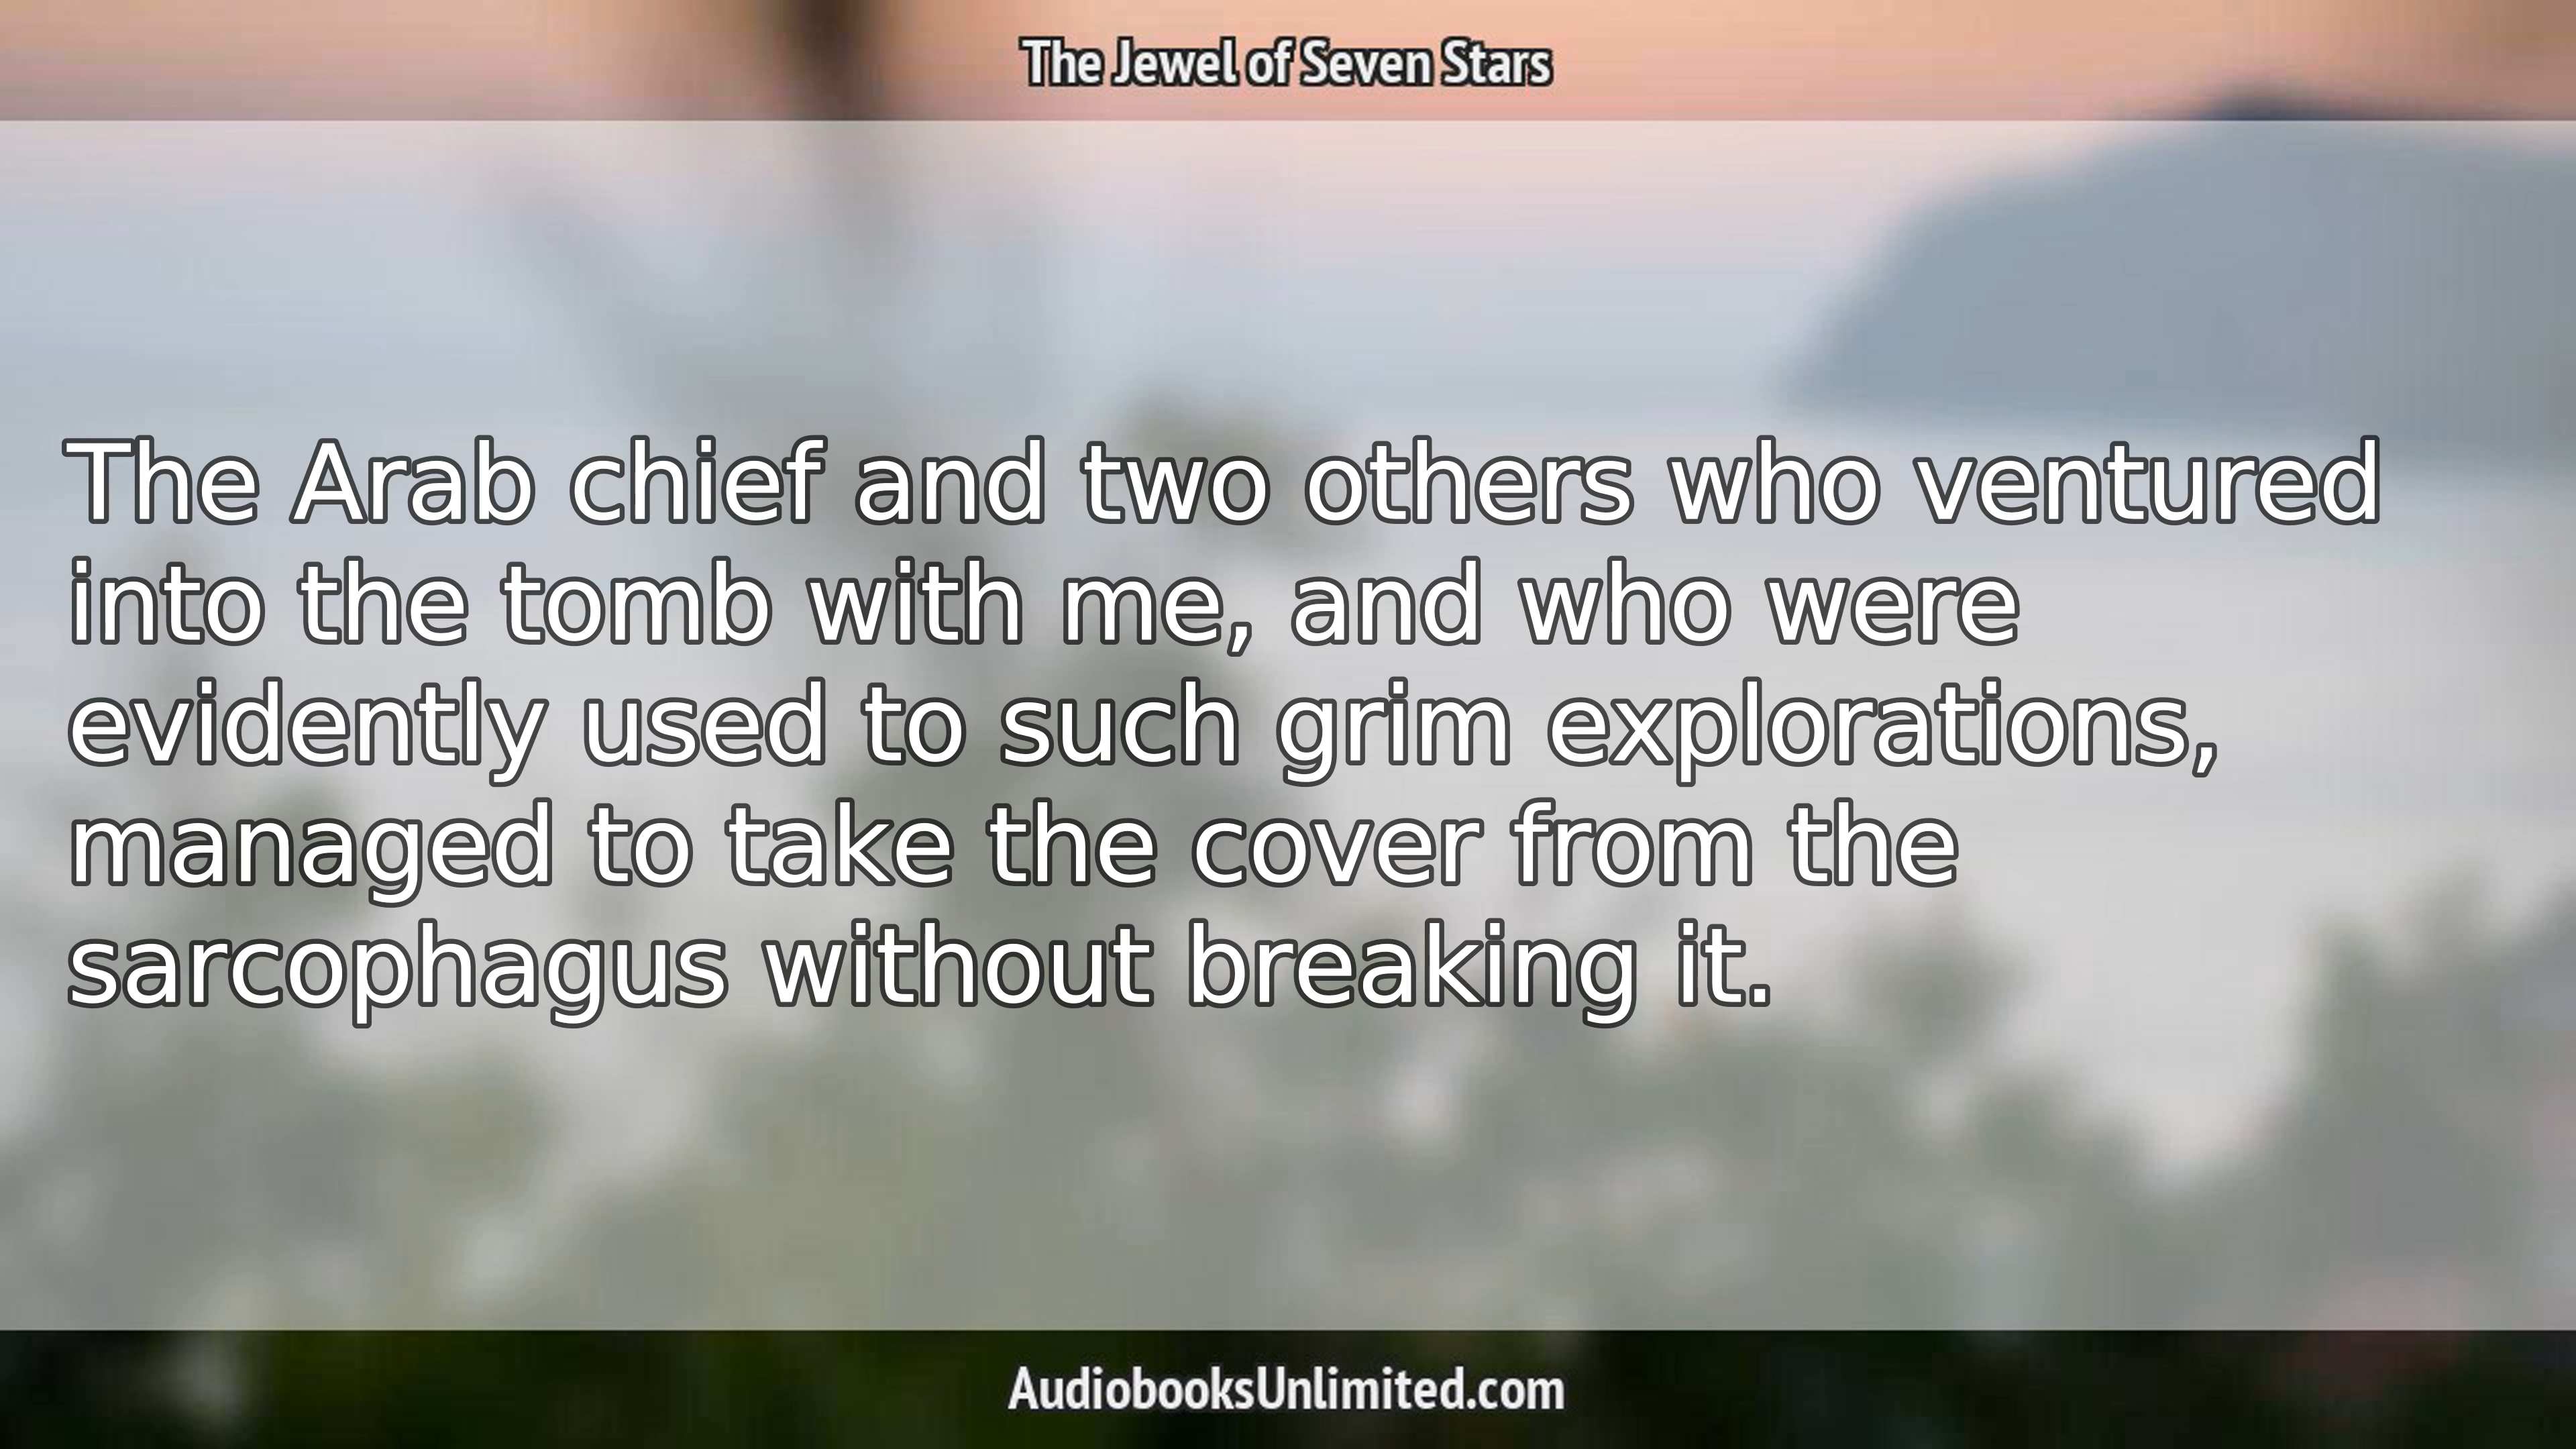 The Jewel of Seven Stars
The Arab chief and two others who ventured
into the tomb with me, and who were
evidently used to such grim explorations,
managed to take the cover from the
sarcophagus without breaking it.
AudiobooksUnlimited.com